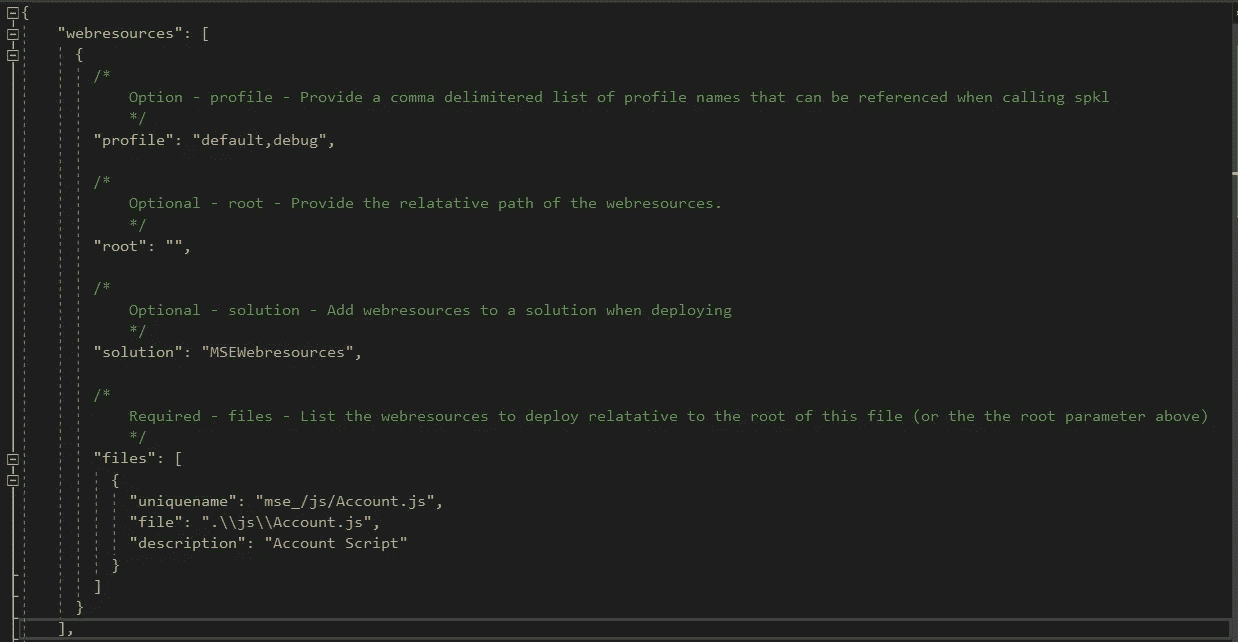 {
"webresources": [
{
/*
Option - profile - Provide a comma delimitered list of profile names that can be referenced when calling spkl
*/
"profile": "default,debug",
/*
Optional - root - Provide the relatative path of the webresources.
*/
"root": "",
/*
Optional - solution - Add webresources to a solution when deploying
*/
"solution": "MSEWebresources",
/*
Required - files - List the webresources to deploy relatative to the root of this file (or the the root parameter above)
*/
"files": [
{
"uniquename": "mse_/js/Account.js",
"file": ".\\js\\Account.js",
"description": "Account Script"
}
]
}
],